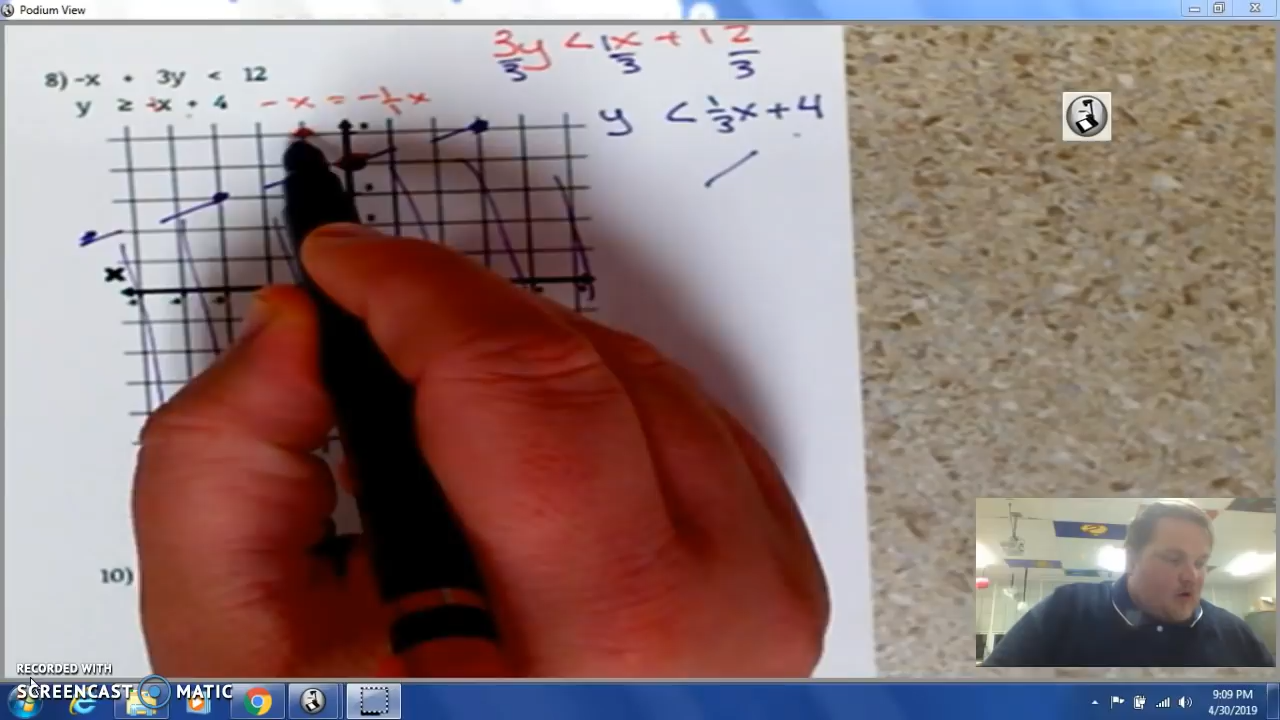 Podium View
3y < 1x + 12
3 3 3
8) -x + 3y < 12
y ≥ -x + 4 - x = - 1/1 x
y < 1/3 x + 4
x
10)
RECORDED WITH
SCREENCAST MATIC
9:09 PM
4/30/2019